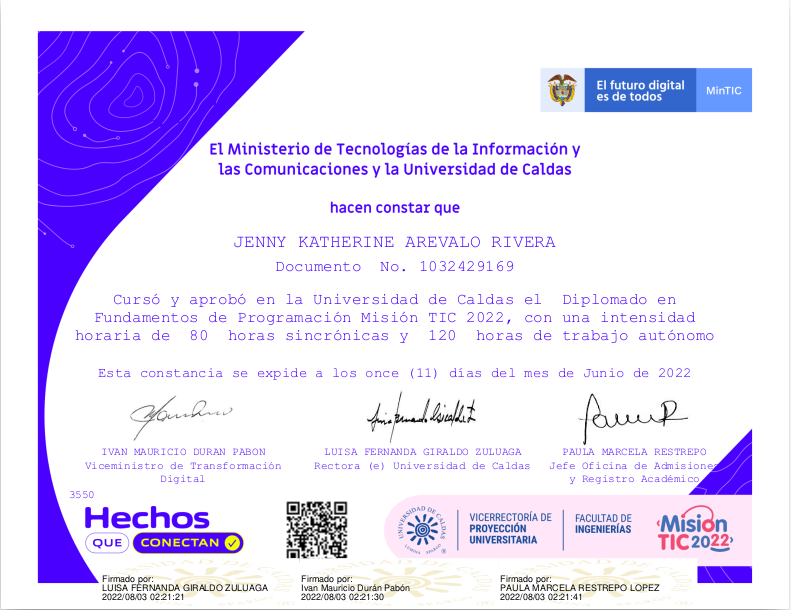 El futuro digital
es de todos
MinTIC
El Ministerio de Tecnologías de la Información y
las Comunicaciones y la Universidad de Caldas
hacen constar que
JENNY KATHERINE AREVALO RIVERA
Documento No. 1032429169
Cursó y aprobó en la Universidad de Caldas el Diplomado en
Fundamentos de Programación Misión TIC 2022, con una intensidad
horaria de 80 horas sincrónicas y 120 horas de trabajo autónomo
Esta constancia se expide a los once (11) días del mes de Junio de 2022
IVAN MAURICIO DURAN PABON
Viceministro de Transformación
Digital
LUISA FERNANDA GIRALDO ZULUAGA
Rectora (e) Universidad de Caldas
PAULA MARCELA RESTREPO
Jefe Oficina de Admisiones
y Registro Académico
3550
Hechos
QUE CONECTAN
UNIVERSIDAD DE CALDAS
VICERRECTORÍA DE
PROYECCIÓN
UNIVERSITARIA
FACULTAD DE
INGENIERÍAS
Misión
TIC 2022
Firmado por:
LUISA FERNANDA GIRALDO ZULUAGA
2022/08/03 02:21:21
Firmado por:
Ivan Mauricio Durán Pabón
2022/08/03 02:21:30
Firmado por:
PAULA MARCELA RESTREPO LOPEZ
2022/08/03 02:21:41